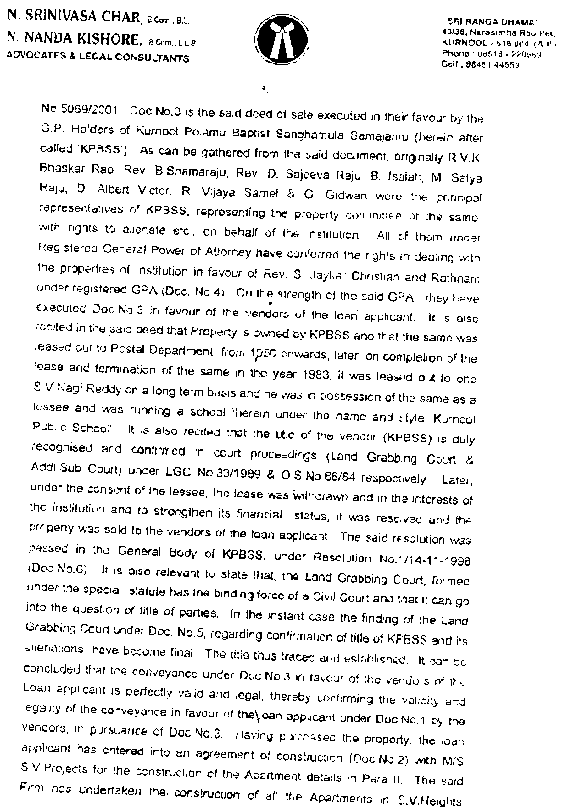 N. SRINIVASA CHAR, B.Com., B.L.
N. NANDA KISHORE, B.Com., L.L.B.
ADVOCATES & LEGAL CONSULTANTS
SRI RANGA DHAMA
Narasimha Rao Pet,
KURNOOL - 518 004 (A.P.)
Phone : 08518 -
Cell :
No 5069/2001. Doc No.3 is the said deed of sale executed in their favour by the
G.P. Holders of Kurnool Potamu Baptist Sanghamula Samajamu (herein after
called 'KPBSS'). As can be gathered from the said document, originally R.V.K.
Bhaskar Rao, Rev. B.Shamaraju, Rev. D. Sajeeva Raju, B. Isaiah, M. Satya
Raju, D. Albert Victor, R. Vijaya Samel & G. Gidwan were the principal
representatives of KPBSS, representing the property committee of the same
with rights to alienate etc., on behalf of the institution. All of them under
Registered General Power of Attorney have conferred the rights in dealing with
the properties of institution in favour of Rev. S. Jaykar Christian and Rathnam
under registered GPA (Doc. No.4). On the strength of the said GPA they have
executed Doc No.3 in favour of the vendors of the loan applicant. It is also
recited in the said deed that Property is owned by KPBSS and that the same was
leased out to Postal Department from onwards, later on completion of the
lease and termination of the same in the year 1983, it was leased out to one
S.V.Nagi Reddy on a long term basis and he was in possession of the same as a
lessee and was running a school therein under the name and style Kurnool
Public School. It is also recited that the title of the vendor (KPBSS) is duly
recognised and confirmed in court proceedings (Land Grabbing Court &
Addl Sub Court) under LGC No 33/1999 & O.S No 66/84 respectively. Later,
under the consent of the lessee, the lease was withdrawn and in the interests of
the institution and to strengthen its financial status, it was resolved and the
property was sold to the vendors of the loan applicant. The said resolution was
passed in the General Body of KPBSS, under Resolution No.1/14-11-1998
(Doc No.6). It is also relevant to state that, the Land Grabbing Court, formed
under the special statute has the binding force of a Civil Court and that it can go
into the question of title of parties. In the instant case the finding of the Land
Grabbing Court under Doc. No.5, regarding confirmation of title of KPBSS and its
alienations have become final. The title thus traced and established. It can be
concluded that the conveyance under Doc No.3 in favour of the vendors of the
Loan applicant is perfectly valid and legal, thereby confirming the validity and
legality of the conveyance in favour of the loan applicant under Doc No.1 by the
vendors, in pursuance of Doc No.3. Having purchased the property, the loan
applicant has entered into an agreement of construction (Doc No 2) with M/S
S.V.Projects for the construction of the Apartment details in Para II. The said
Firm has undertaken the construction of all the Apartments in S.V.Heights